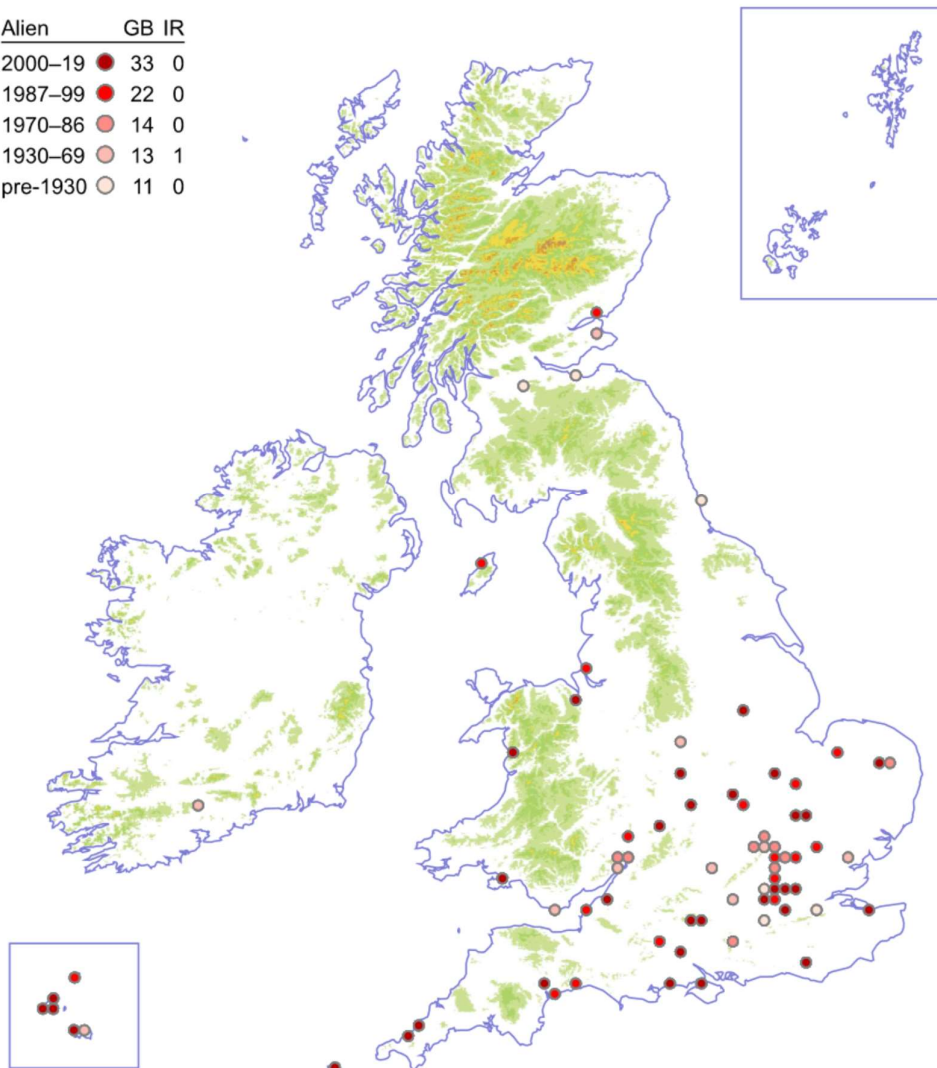 Alien GB IR
2000–19 33 0
1987–99 22 0
1970–86 14 0
1930–69 13 1
pre-1930 11 0